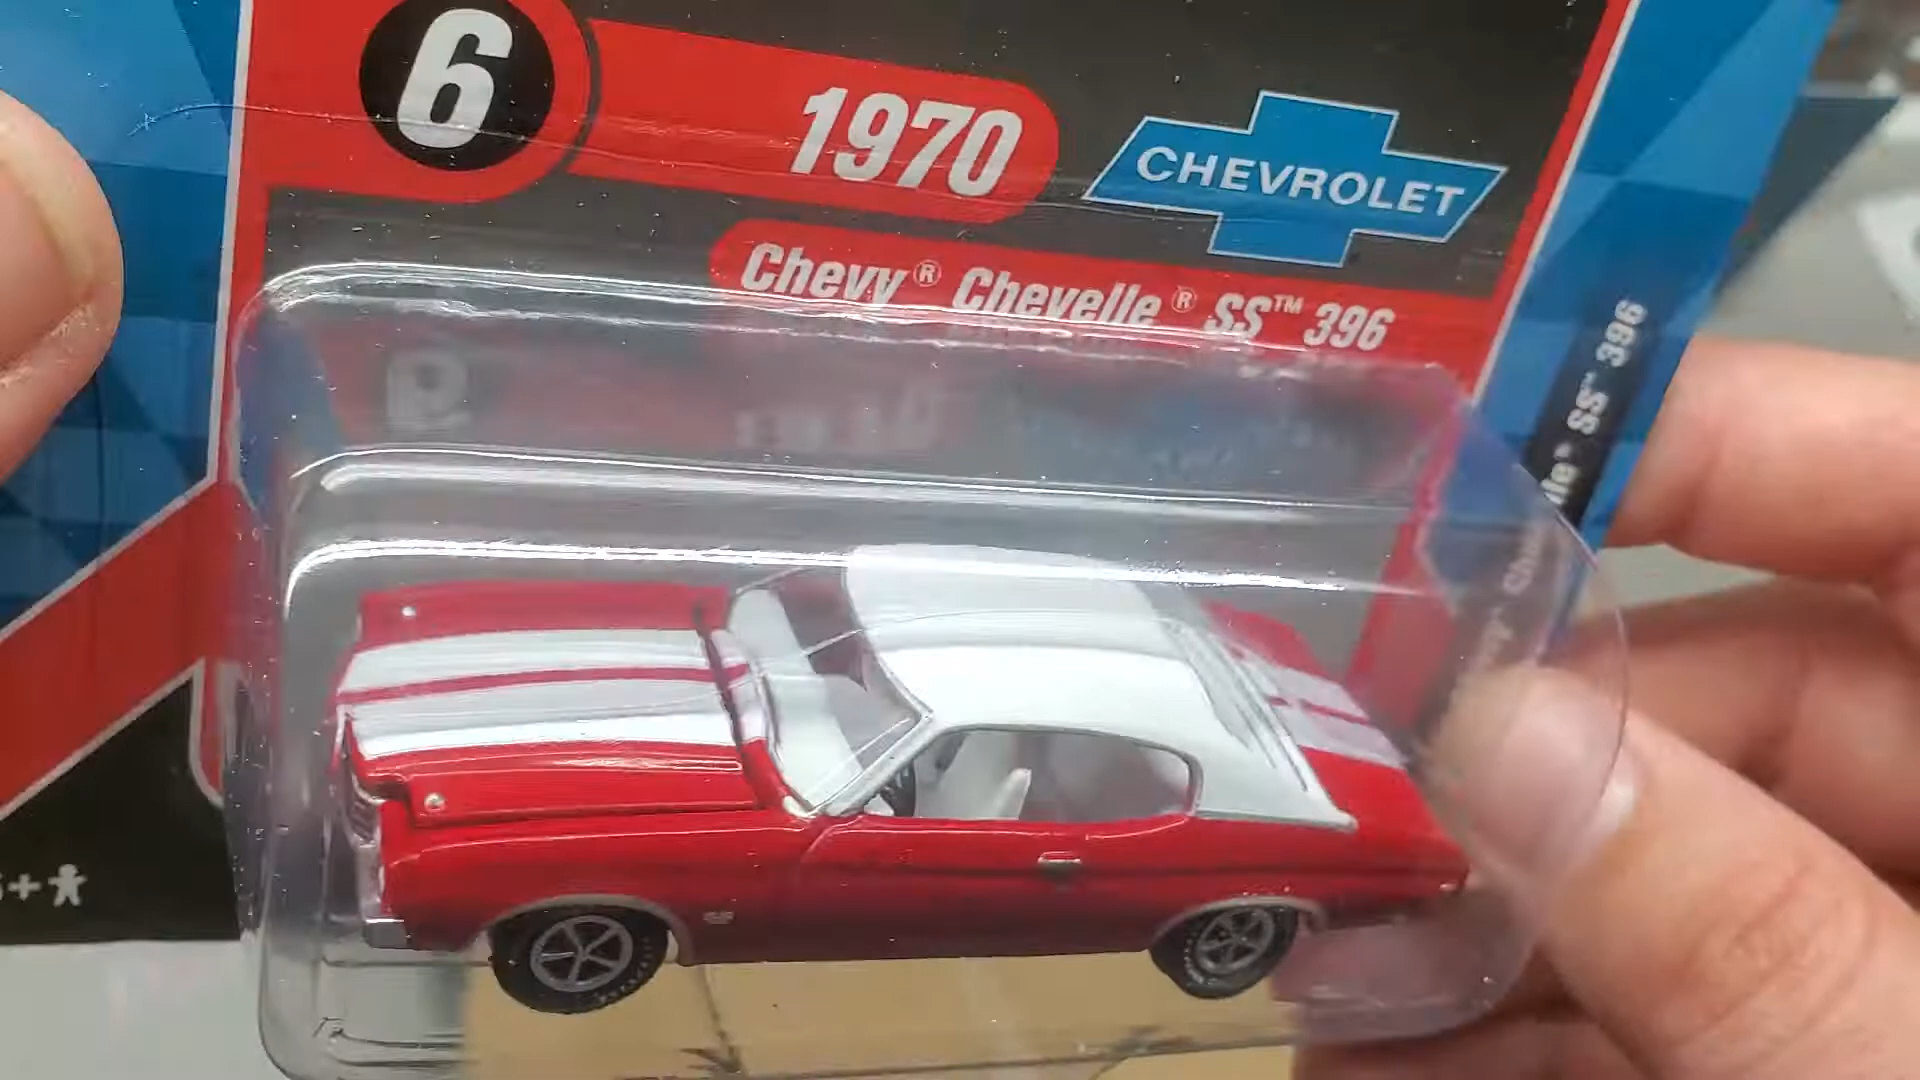 6
1970
CHEVROLET
Chevy® Chevelle® SS™ 396
SS™ 396